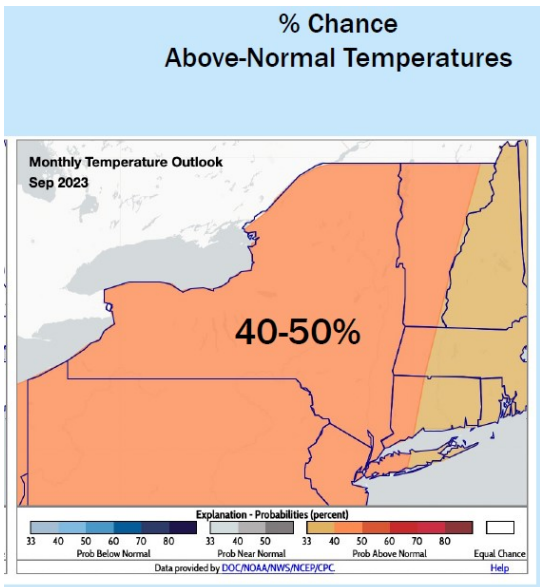 % Chance
Above-Normal Temperatures
Monthly Temperature Outlook
Sep 2023
40-50%
Explanation - Probabilities (percent)
33 40 50 60 70 80 33 40 50 33 40 50 60 70 80
Prob Below Normal Prob Near Normal Prob Above Normal Equal Chance
Data provided by DOC/NOAA/NWS/NCEP/CPC. Help